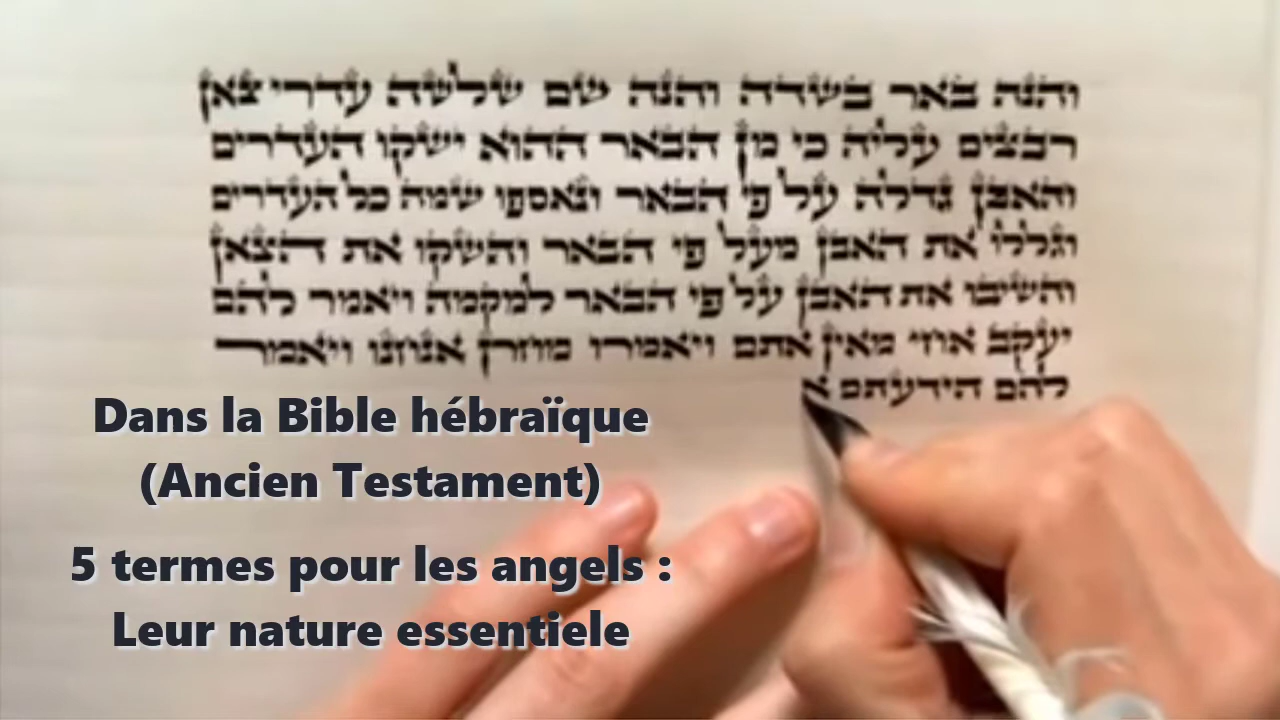 והנה באר בשדה והנה שם שלשה עדרי צאן
רבצים עליה כי מן הבאר ההוא ישקו העדרים
והאבן גדלה על פי הבאר ונאספו שמה כל העדרים
וגללו את האבן מעל פי הבאר והשקו את הצאן
והשיבו את האבן על פי הבאר למקמה ויאמר להם
יעקב אחי מאין אתם ויאמרו מחרן אנחנו ויאמר
להם הידעתם א
Dans la Bible hébraïque
(Ancien Testament)
5 termes pour les angels :
Leur nature essentiele